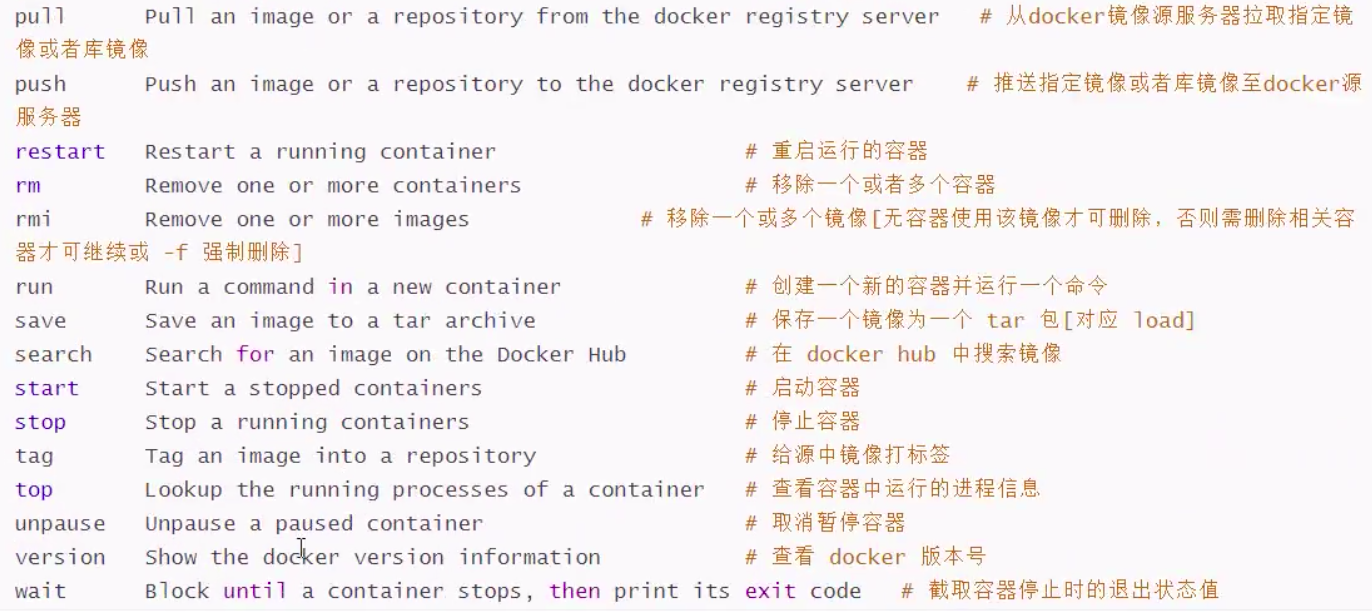 pull Pull an image or a repository from the docker registry server # 从docker镜像源服务器拉取指定镜
像或者库镜像
push Push an image or a repository to the docker registry server # 推送指定镜像或者库镜像至docker源
服务器
restart Restart a running container # 重启运行的容器
rm Remove one or more containers # 移除一个或者多个容器
rmi Remove one or more images # 移除一个或多个镜像[无容器使用该镜像才可删除，否则需删除相关容
器才可继续或 -f 强制删除]
run Run a command in a new container # 创建一个新的容器并运行一个命令
save Save an image to a tar archive # 保存一个镜像为一个 tar 包[对应 load]
search Search for an image on the Docker Hub # 在 docker hub 中搜索镜像
start Start a stopped containers # 启动容器
stop Stop a running containers # 停止容器
tag Tag an image into a repository # 给源中镜像打标签
top Lookup the running processes of a container # 查看容器中运行的进程信息
unpause Unpause a paused container # 取消暂停容器
version Show the docker version information # 查看 docker 版本号
wait Block until a container stops, then print its exit code # 截取容器停止时的退出状态值